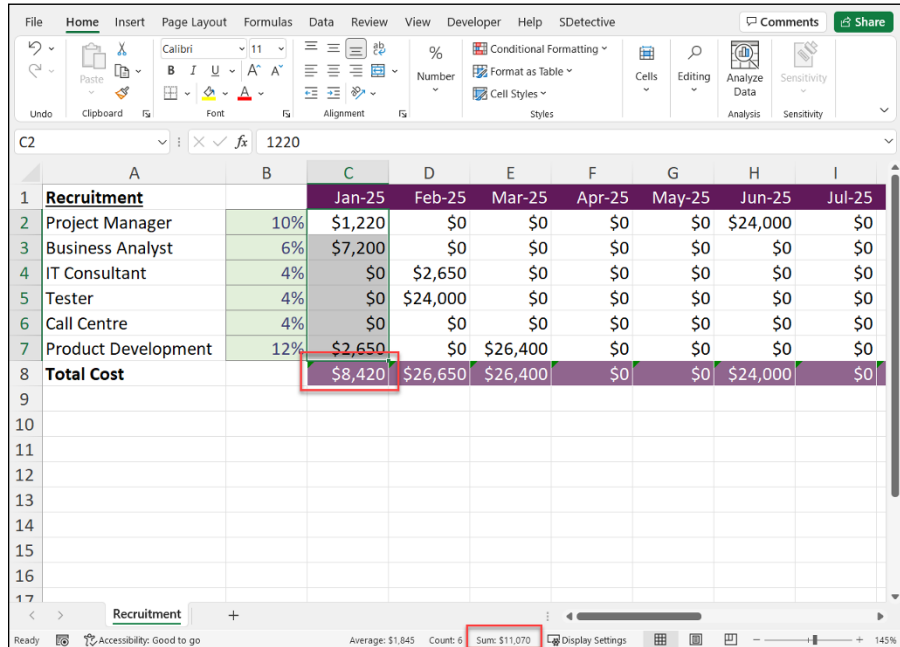 File Home Insert Page Layout Formulas Data Review View Developer Help SDetective Comments Share
Calibri 11
Paste
B I U A A
A
ab
%
Number
Conditional Formatting
Format as Table
Cell Styles
Cells
Editing
Analyze Data
Sensitivity
Undo Clipboard Font Alignment Styles Analysis Sensitivity
C2 fx 1220
A B C D E F G H I
1 Recruitment Jan-25 Feb-25 Mar-25 Apr-25 May-25 Jun-25 Jul-25
2 Project Manager 10% $1,220 $0 $0 $0 $0 $24,000 $0
3 Business Analyst 6% $7,200 $0 $0 $0 $0 $0 $0
4 IT Consultant 4% $0 $2,650 $0 $0 $0 $0 $0
5 Tester 4% $0 $24,000 $0 $0 $0 $0 $0
6 Call Centre 4% $0 $0 $0 $0 $0 $0 $0
7 Product Development 12% $2,650 $0 $26,400 $0 $0 $0 $0
8 Total Cost $8,420 $26,650 $26,400 $0 $0 $24,000 $0
9
10
11
12
13
14
15
16
17
Recruitment +
Ready Accessibility: Good to go Average: $1,845 Count: 6 Sum: $11,070 Display Settings - + 145%